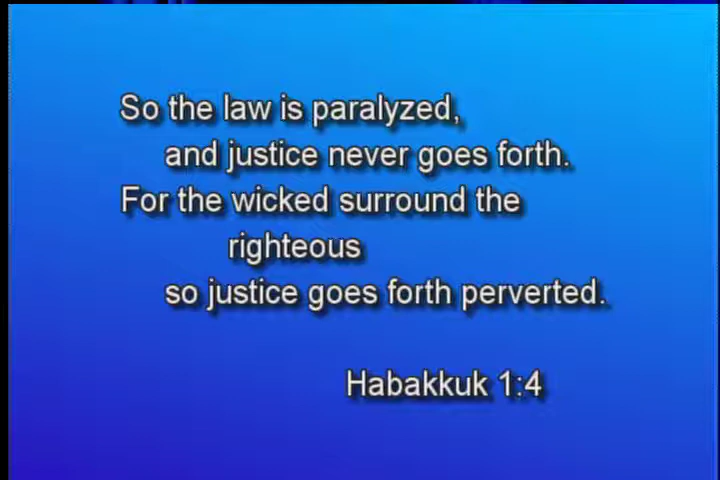 So the law is paralyzed,
and justice never goes forth.
For the wicked surround the
righteous
so justice goes forth perverted.
Habakkuk 1:4